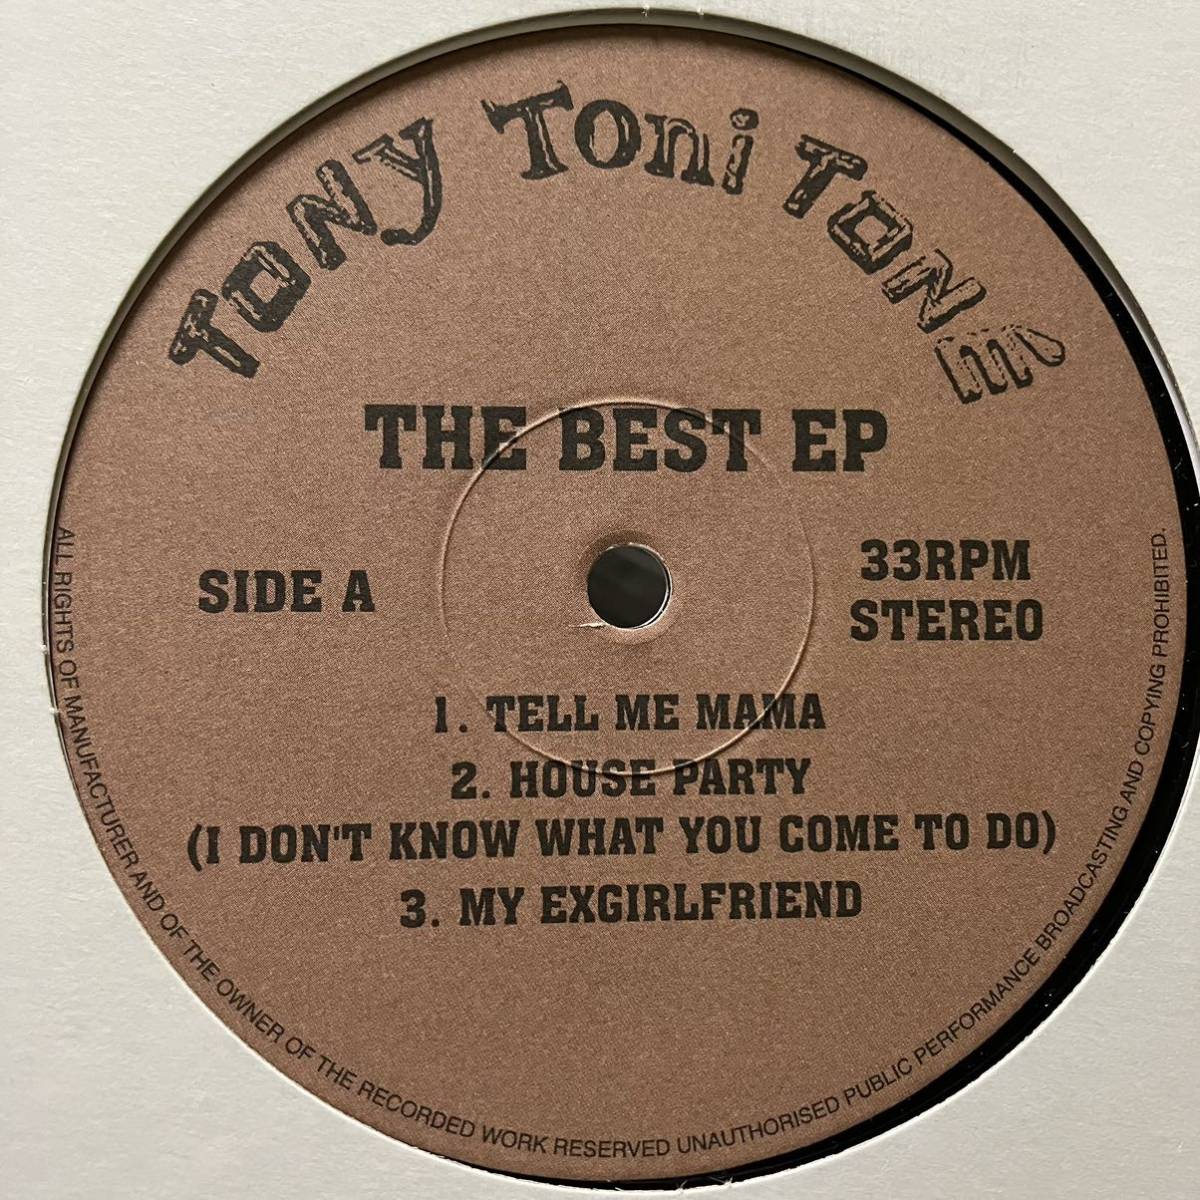 Tony Toni Toné
THE BEST EP
SIDE A
33RPM
STEREO
1. TELL ME MAMA
2. HOUSE PARTY
(I DON'T KNOW WHAT YOU COME TO DO)
3. MY EXGIRLFRIEND
ALL RIGHTS OF MANUFACTURER AND OF THE OWNER OF THE RECORDED WORK RESERVED UNAUTHORISED PUBLIC PERFORMANCE BROADCASTING AND COPYING PROHIBITED.